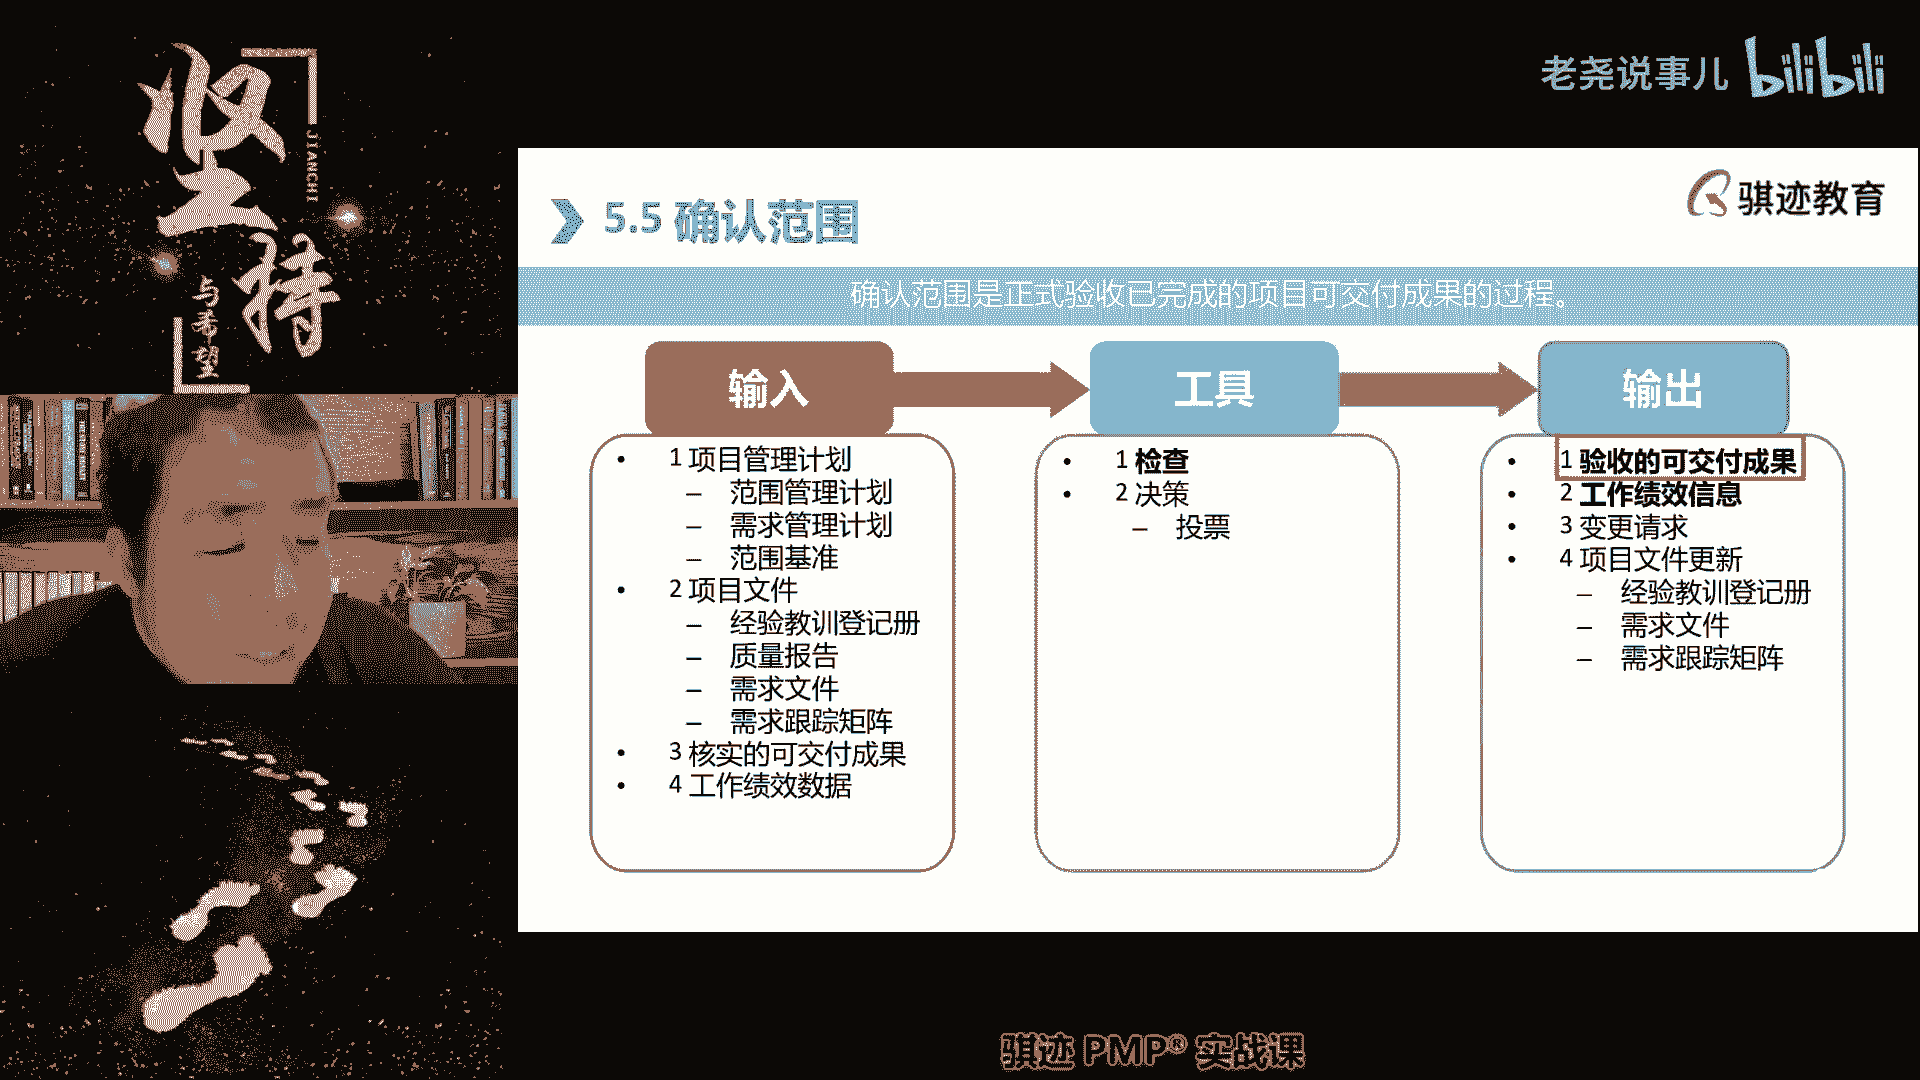 坚持
JIANCHI
与希望
老尧说事儿 bilibili
骐迹教育
5.5 确认范围
确认范围是正式验收已完成的项目可交付成果的过程。
输入
1 项目管理计划
– 范围管理计划
– 需求管理计划
– 范围基准
2 项目文件
– 经验教训登记册
– 质量报告
– 需求文件
– 需求跟踪矩阵
3 核实的可交付成果
4 工作绩效数据
工具
1 检查
2 决策
– 投票
输出
1 验收的可交付成果
2 工作绩效信息
3 变更请求
4 项目文件更新
– 经验教训登记册
– 需求文件
– 需求跟踪矩阵
骐迹 PMP® 实战课